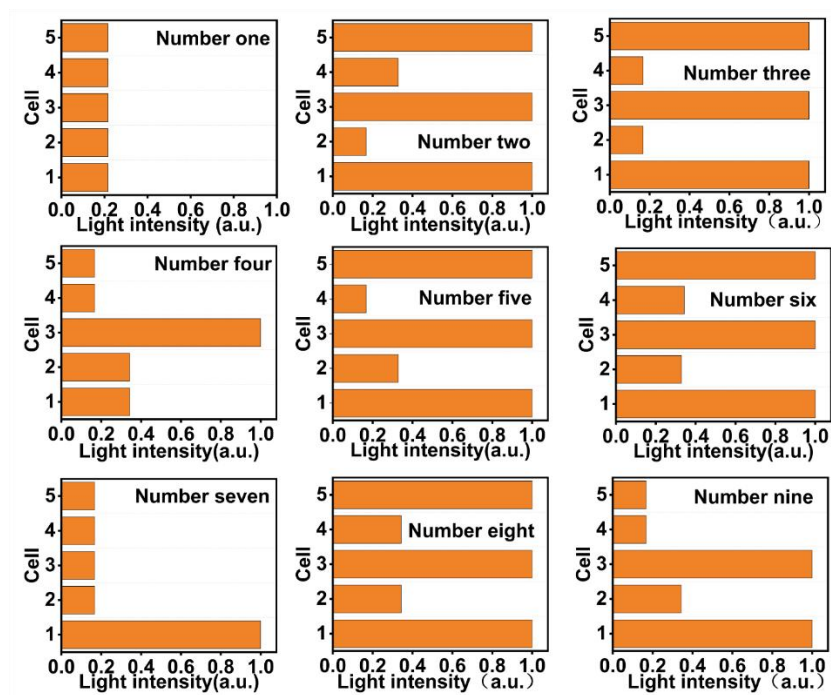 Number one
Cell
5
4
3
2
1
0.0 0.2 0.4 0.6 0.8 1.0
Light intensity (a.u.)
Number two
Cell
5
4
3
2
1
0.0 0.2 0.4 0.6 0.8 1.0
Light intensity(a.u.)
Number three
Cell
5
4
3
2
1
0.0 0.2 0.4 0.6 0.8 1.0
Light intensity（a.u.）
Number four
Cell
5
4
3
2
1
0.0 0.2 0.4 0.6 0.8 1.0
Light intensity(a.u.)
Number five
Cell
5
4
3
2
1
0.0 0.2 0.4 0.6 0.8 1.0
Light intensity(a.u.)
Number six
Cell
5
4
3
2
1
0.0 0.2 0.4 0.6 0.8 1.0
Light intensity(a.u.)
Number seven
Cell
5
4
3
2
1
0.0 0.2 0.4 0.6 0.8 1.0
Light intensity(a.u.)
Number eight
Cell
5
4
3
2
1
0.0 0.2 0.4 0.6 0.8 1.0
Light intensity（a.u.）
Number nine
Cell
5
4
3
2
1
0.0 0.2 0.4 0.6 0.8 1.0
Light intensity（a.u.）